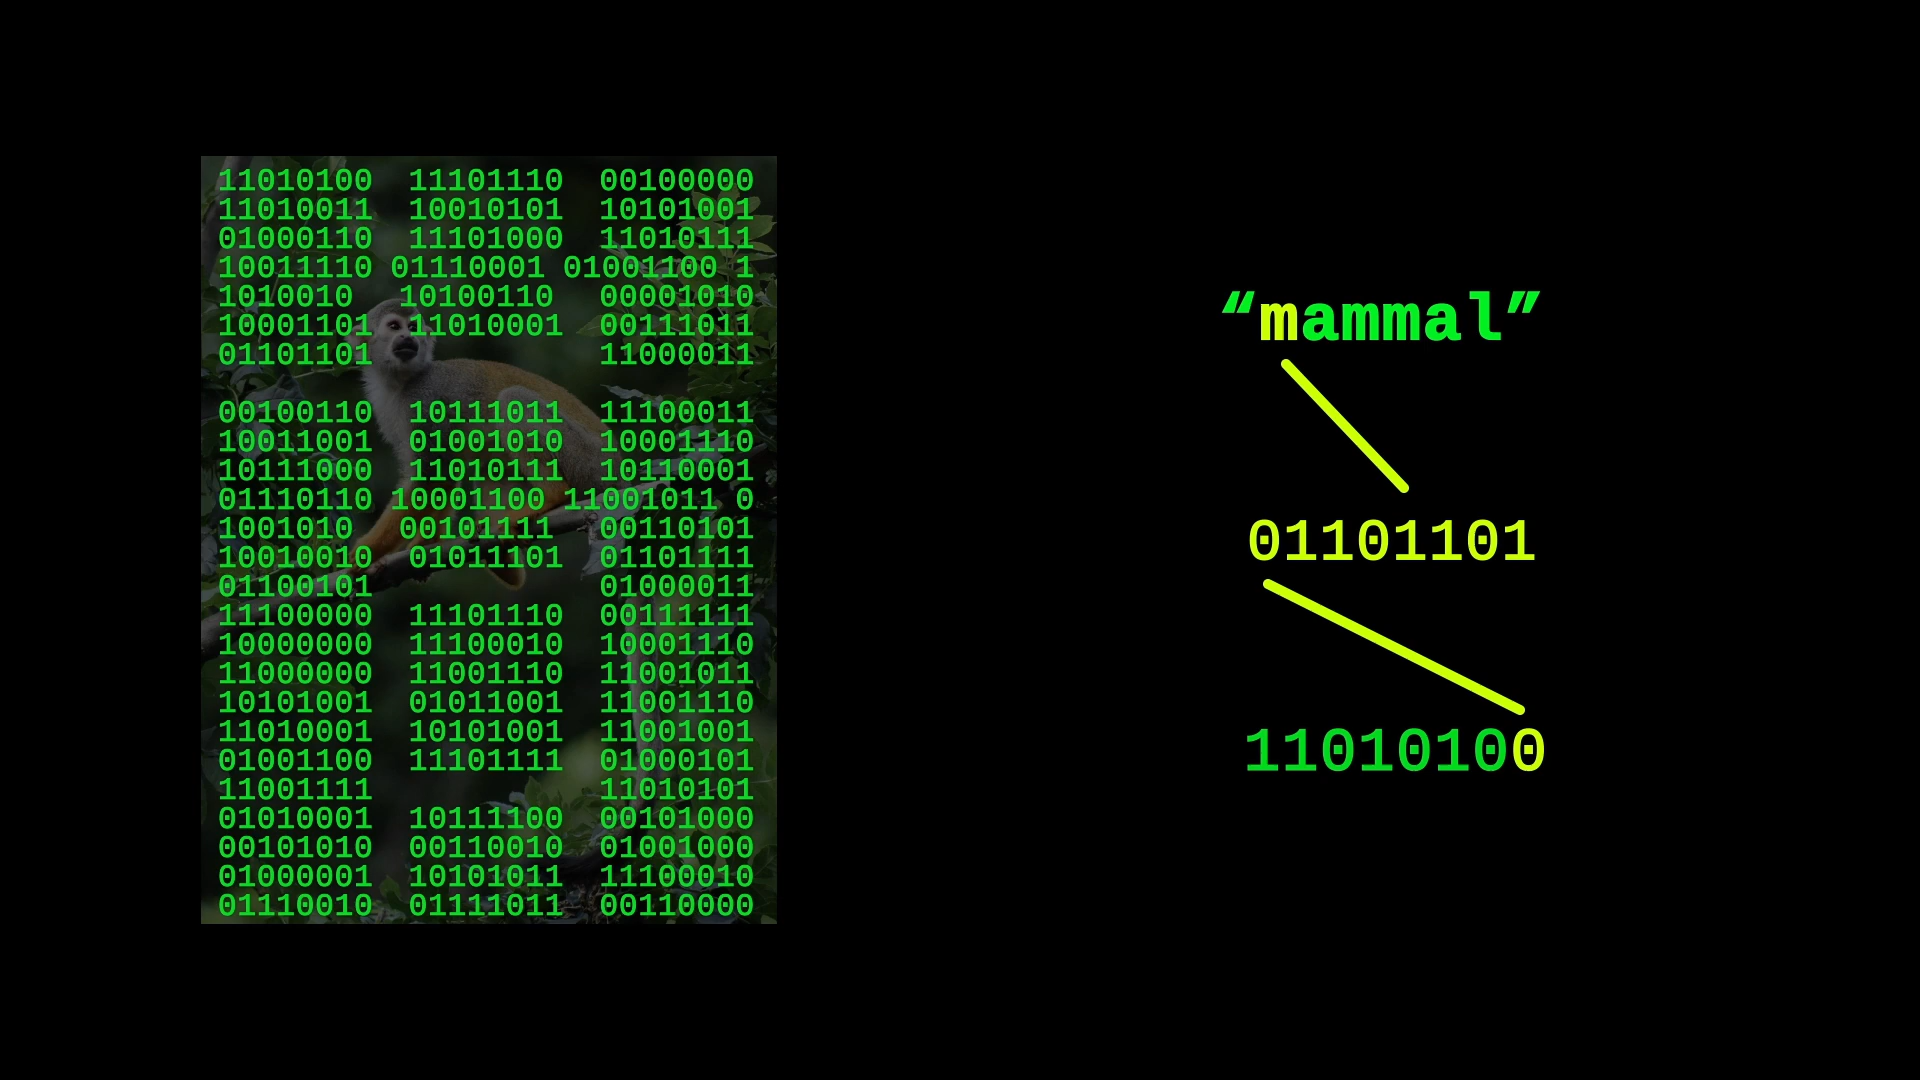 11010100 11101110 00100000
11010011 10010101 10101001
01000110 11101000 11010111
10011110 01110001 01001100 1
1010010 10100110 00001010
10001101 11010001 00111011
01101101 11000011
00100110 10111011 11100011
10011001 01001010 10001110
10111000 11010111 10110001
01110110 10001100 11001011 0
1001010 00101111 00110101
10010010 01011101 01101111
01100101 01000011
11100000 11101110 00111111
10000000 11100010 10001110
11000000 11001110 11001011
10101001 01011001 11001110
11010001 10101001 11001001
01001100 11101111 01000101
11001111 11010101
01010001 10111100 00101000
00101010 00110010 01001000
01000001 10101011 11100010
01110010 01111011 00110000
“mammal”
01101101
11010100